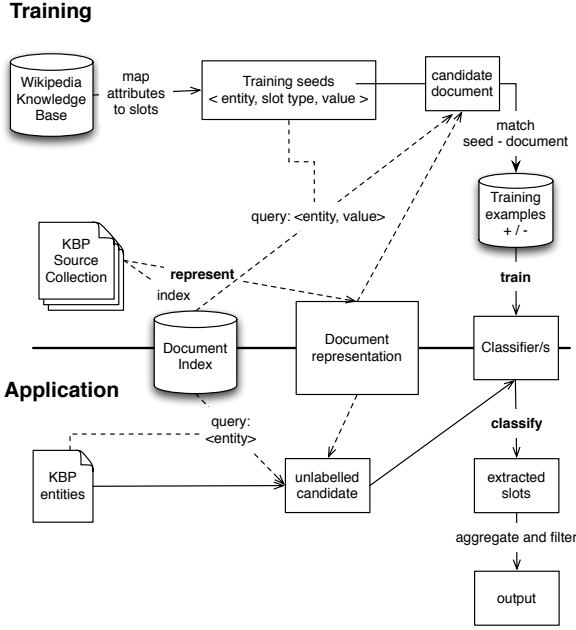 Training
Wikipedia
Knowledge
Base
map
attributes
to slots
Training seeds
< entity, slot type, value >
candidate
document
match
seed - document
Training
examples
+ / -
query: <entity, value>
KBP
Source
Collection
represent
index
train
Document
Index
Document
representation
Classifier/s
Application
query:
<entity>
classify
KBP
entities
unlabelled
candidate
extracted
slots
aggregate and filter
output